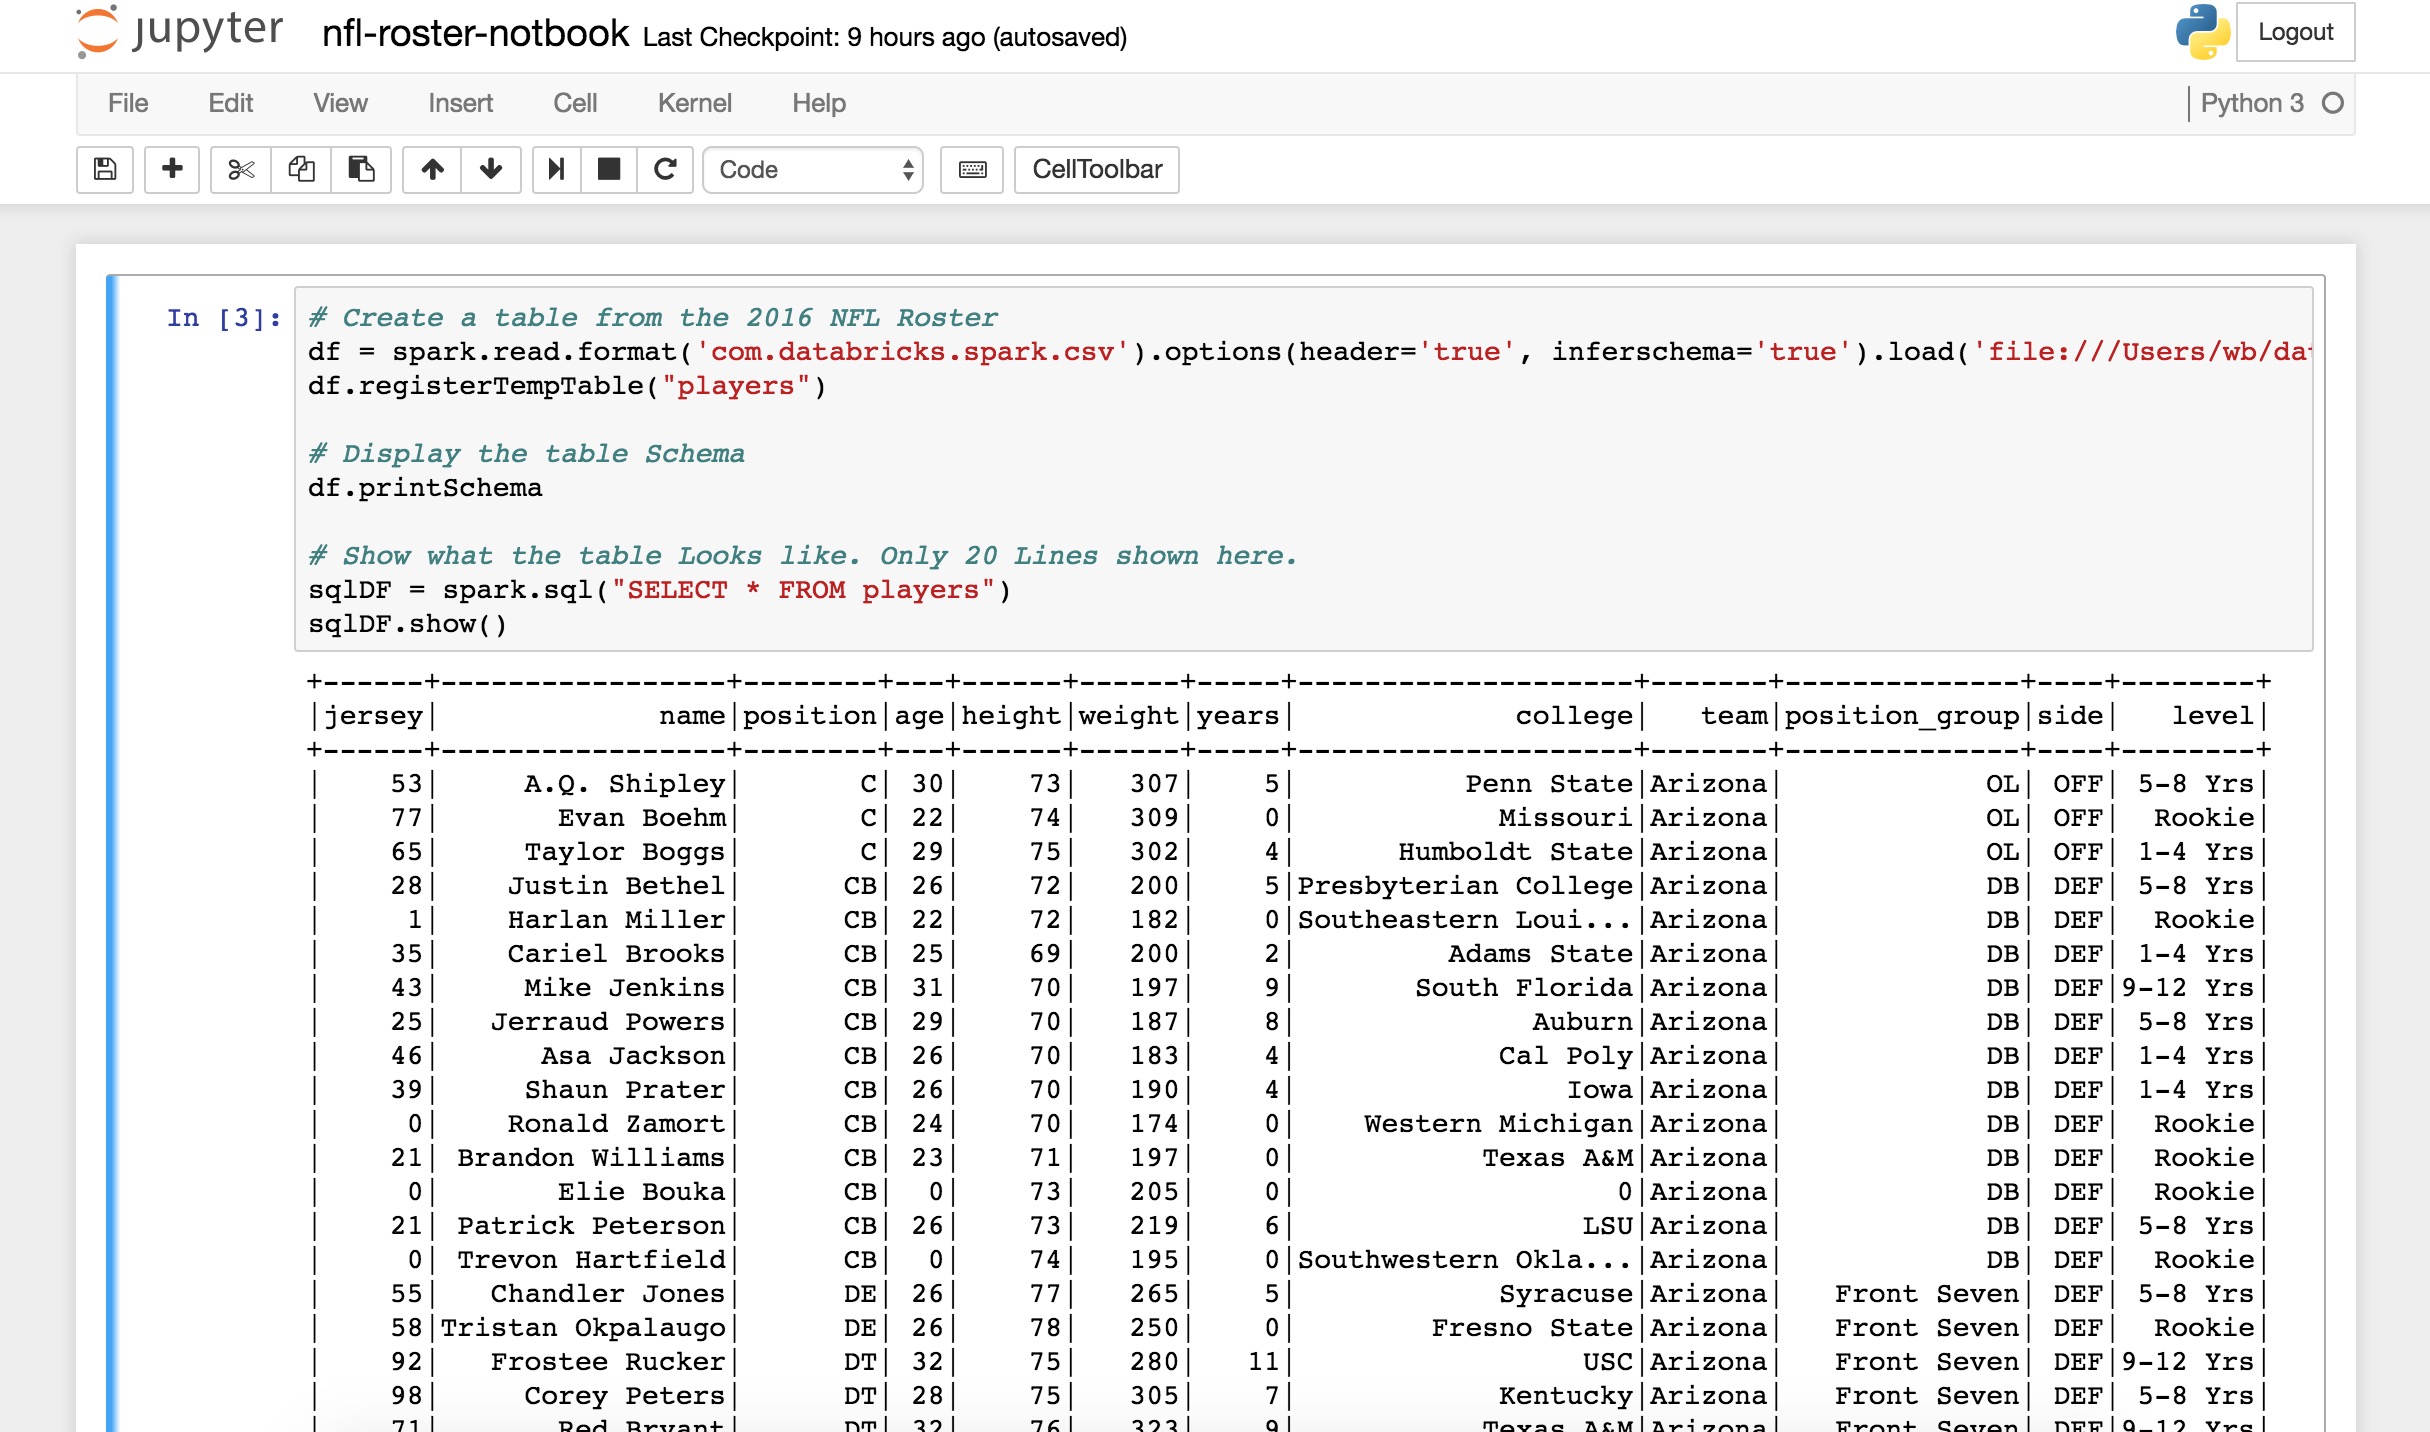 jupyter nfl-roster-notbook Last Checkpoint: 9 hours ago (autosaved) Logout
File Edit View Insert Cell Kernel Help | Python 3
Code CellToolbar
In [3]: # Create a table from the 2016 NFL Roster
df = spark.read.format('com.databricks.spark.csv').options(header='true', inferschema='true').load('file:///Users/wb/dat
df.registerTempTable("players")
# Display the table Schema
df.printSchema
# Show what the table Looks like. Only 20 Lines shown here.
sqlDF = spark.sql("SELECT * FROM players")
sqlDF.show()
+------+-----------------+--------+---+------+------+-----+--------------------+-------+--------------+----+--------+
|jersey|             name|position|age|height|weight|years|             college|   team|position_group|side|   level|
+------+-----------------+--------+---+------+------+-----+--------------------+-------+--------------+----+--------+
|    53|     A.Q. Shipley|       C| 30|    73|   307|    5|          Penn State|Arizona|            OL| OFF| 5-8 Yrs|
|    77|       Evan Boehm|       C| 22|    74|   309|    0|            Missouri|Arizona|            OL| OFF|  Rookie|
|    65|     Taylor Boggs|       C| 29|    75|   302|    4|      Humboldt State|Arizona|            OL| OFF| 1-4 Yrs|
|    28|    Justin Bethel|      CB| 26|    72|   200|    5|Presbyterian College|Arizona|            DB| DEF| 5-8 Yrs|
|     1|    Harlan Miller|      CB| 22|    72|   182|    0|Southeastern Loui...|Arizona|            DB| DEF|  Rookie|
|    35|    Cariel Brooks|      CB| 25|    69|   200|    2|         Adams State|Arizona|            DB| DEF| 1-4 Yrs|
|    43|     Mike Jenkins|      CB| 31|    70|   197|    9|       South Florida|Arizona|            DB| DEF|9-12 Yrs|
|    25|   Jerraud Powers|      CB| 29|    70|   187|    8|              Auburn|Arizona|            DB| DEF| 5-8 Yrs|
|    46|      Asa Jackson|      CB| 26|    70|   183|    4|            Cal Poly|Arizona|            DB| DEF| 1-4 Yrs|
|    39|     Shaun Prater|      CB| 26|    70|   190|    4|                Iowa|Arizona|            DB| DEF| 1-4 Yrs|
|     0|    Ronald Zamort|      CB| 24|    70|   174|    0|    Western Michigan|Arizona|            DB| DEF|  Rookie|
|    21| Brandon Williams|      CB| 23|    71|   197|    0|           Texas A&M|Arizona|            DB| DEF|  Rookie|
|     0|       Elie Bouka|      CB|  0|    73|   205|    0|                   0|Arizona|            DB| DEF|  Rookie|
|    21| Patrick Peterson|      CB| 26|    73|   219|    6|                 LSU|Arizona|            DB| DEF| 5-8 Yrs|
|     0| Trevon Hartfield|      CB|  0|    74|   195|    0|Southwestern Okla...|Arizona|            DB| DEF|  Rookie|
|    55|   Chandler Jones|      DE| 26|    77|   265|    5|            Syracuse|Arizona|   Front Seven| DEF| 5-8 Yrs|
|    58|Tristan Okpalaugo|      DE| 26|    78|   250|    0|        Fresno State|Arizona|   Front Seven| DEF|  Rookie|
|    92|   Frostee Rucker|      DT| 32|    75|   280|   11|                 USC|Arizona|   Front Seven| DEF|9-12 Yrs|
|    98|     Corey Peters|      DT| 28|    75|   305|    7|            Kentucky|Arizona|   Front Seven| DEF| 5-8 Yrs|
|    71|       Red Bryant|      DT| 32|    76|   323|    9|           Texas A&M|Arizona|   Front Seven| DEF|9-12 Yrs|